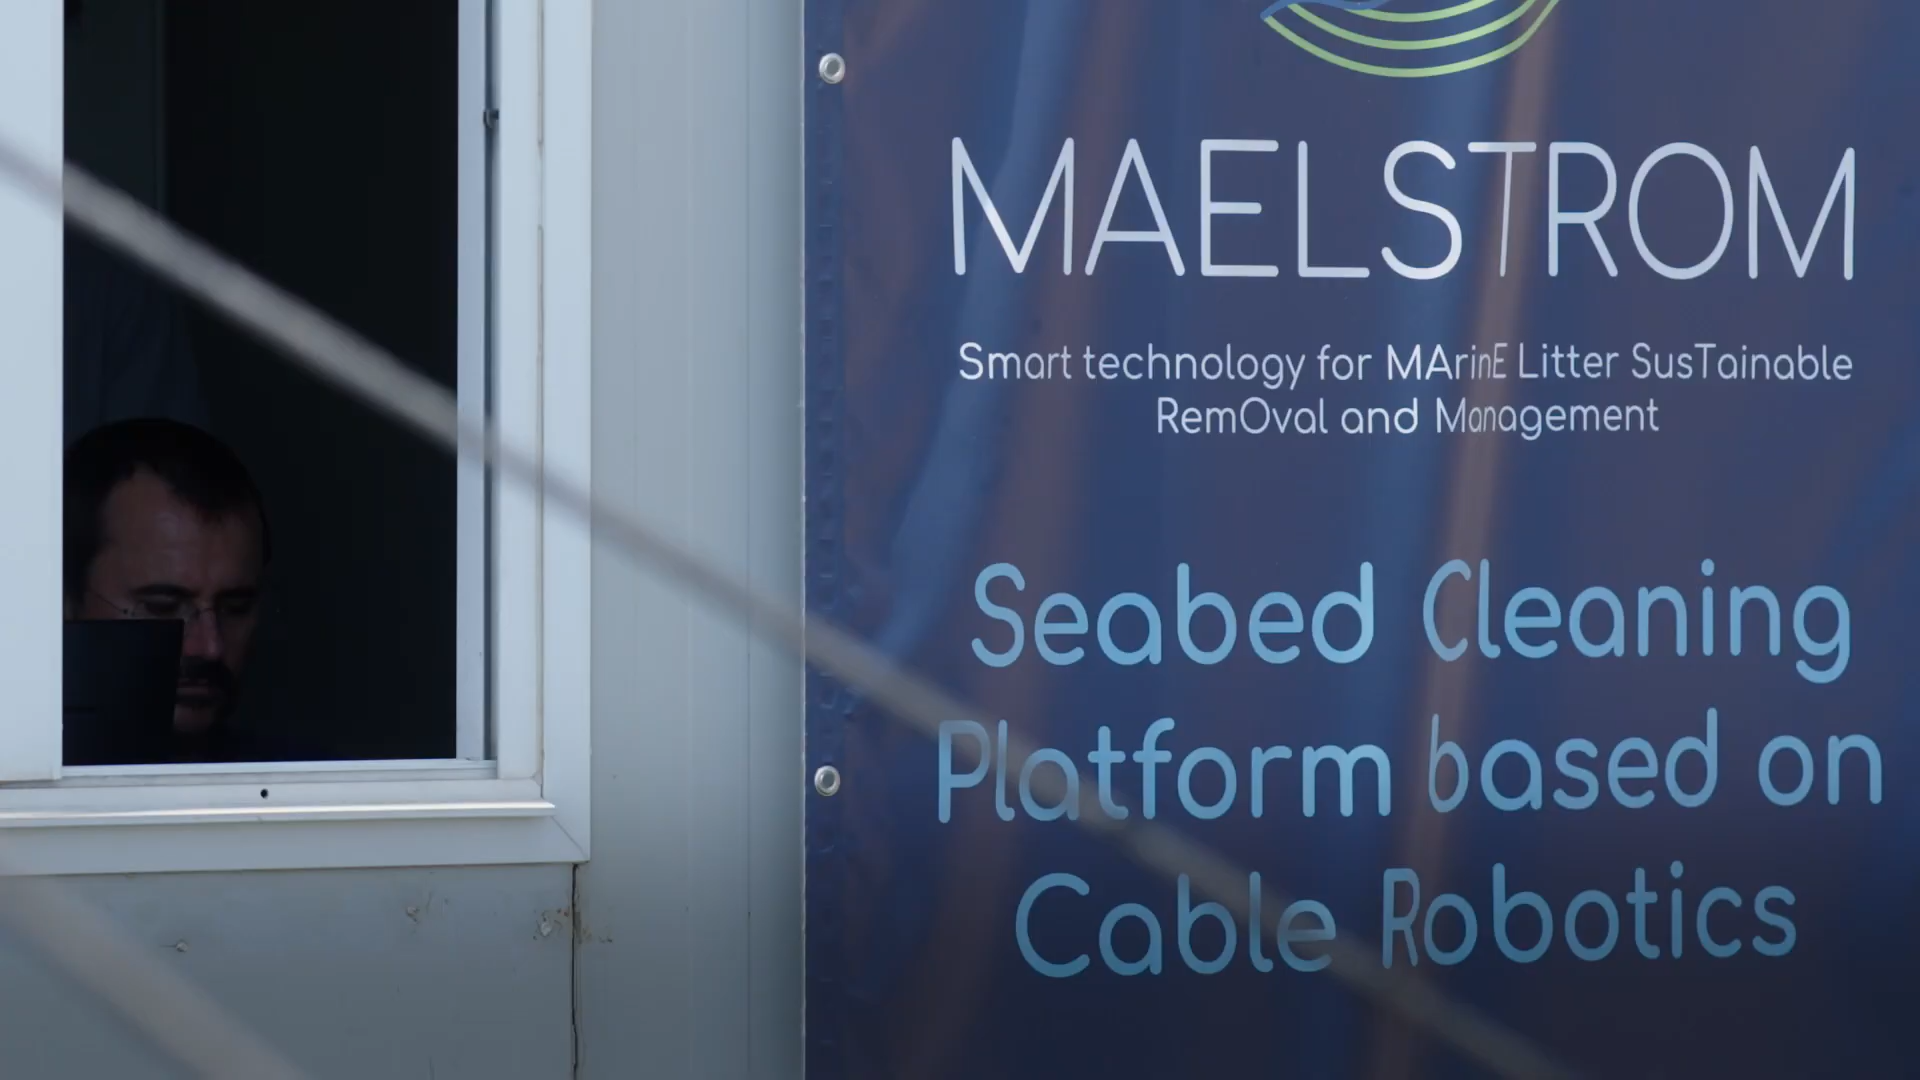 MAELSTROM
Smart technology for MArinE Litter SusTainable
RemOval and Management
Seabed Cleaning
Platform based on
Cable Robotics